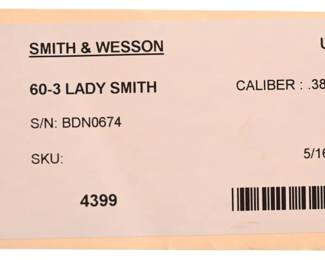 SMITH & WESSON U
60-3 LADY SMITH CALIBER : .38
S/N: BDN0674
SKU: 5/16
4399